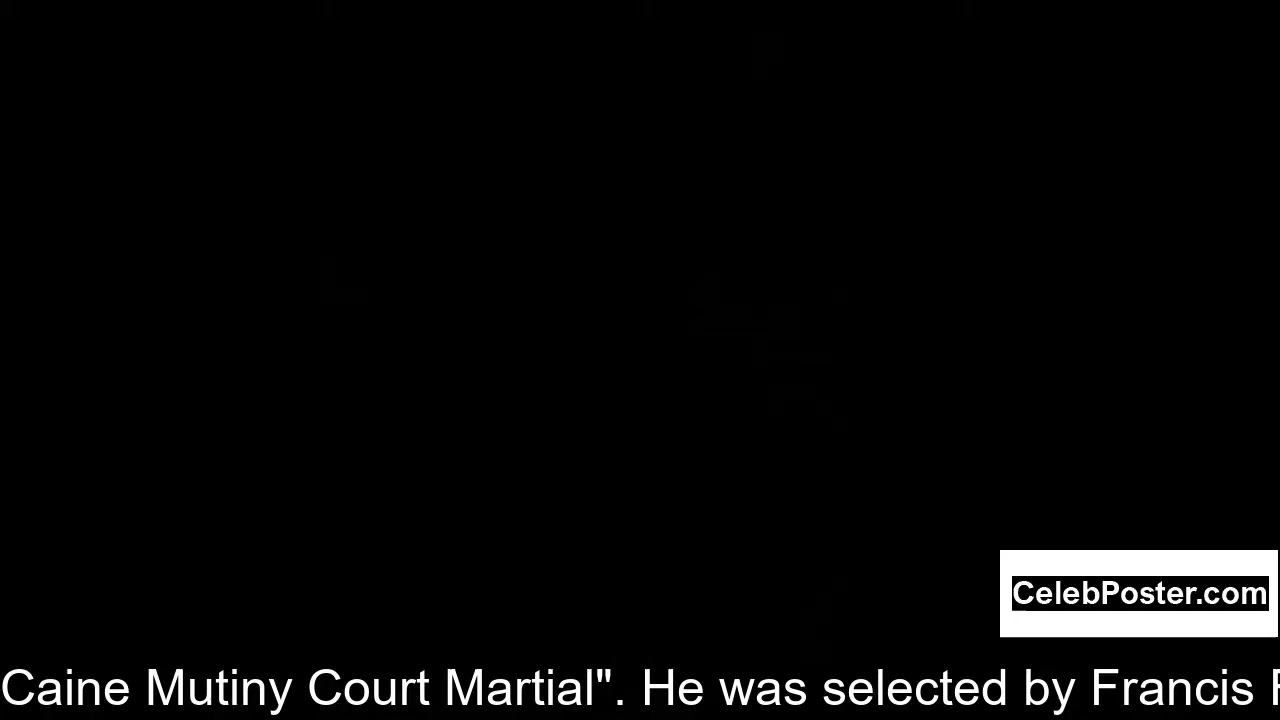 CelebPoster.com
Caine Mutiny Court Martial". He was selected by Francis